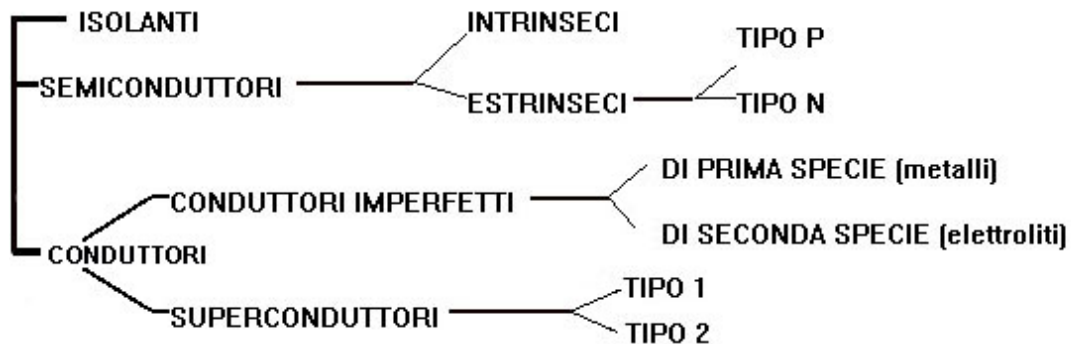 ISOLANTI
INTRINSECI
TIPO P
SEMICONDUTTORI
ESTRINSECI
TIPO N
DI PRIMA SPECIE (metalli)
CONDUTTORI IMPERFETTI
DI SECONDA SPECIE (elettroliti)
CONDUTTORI
TIPO 1
SUPERCONDUTTORI
TIPO 2